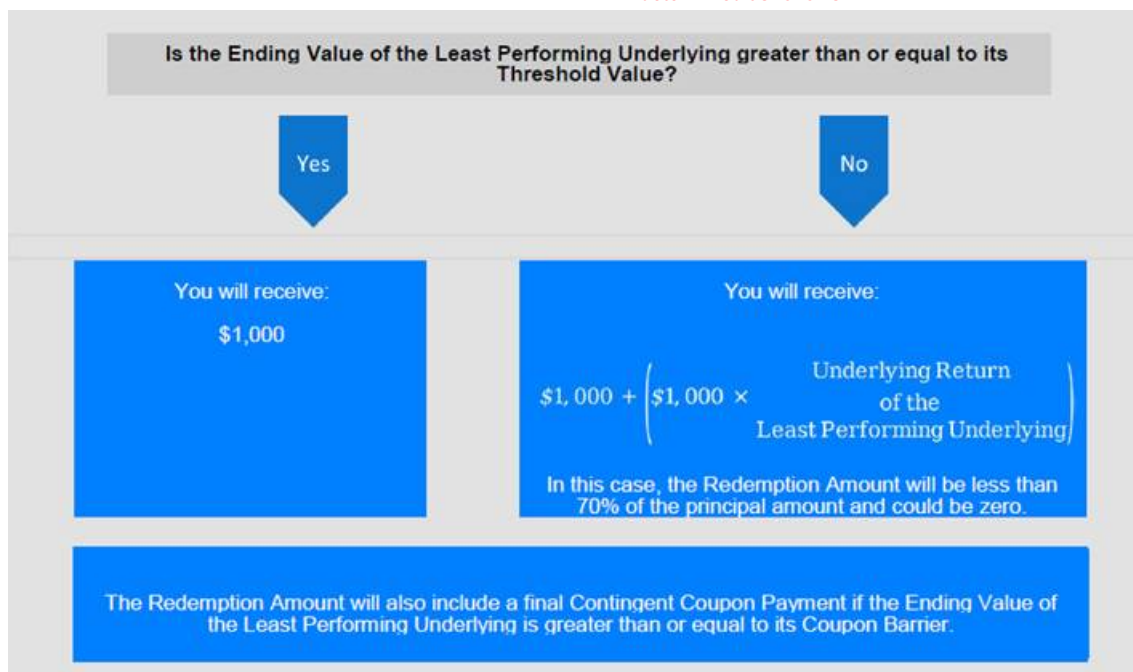 Is the Ending Value of the Least Performing Underlying greater than or equal to its
Threshold Value?
Yes
No
You will receive:
$1,000
You will receive:
$1, 000 + ($1, 000 × Underlying Return
of the
Least Performing Underlying)
In this case, the Redemption Amount will be less than
70% of the principal amount and could be zero.
The Redemption Amount will also include a final Contingent Coupon Payment if the Ending Value of
the Least Performing Underlying is greater than or equal to its Coupon Barrier.